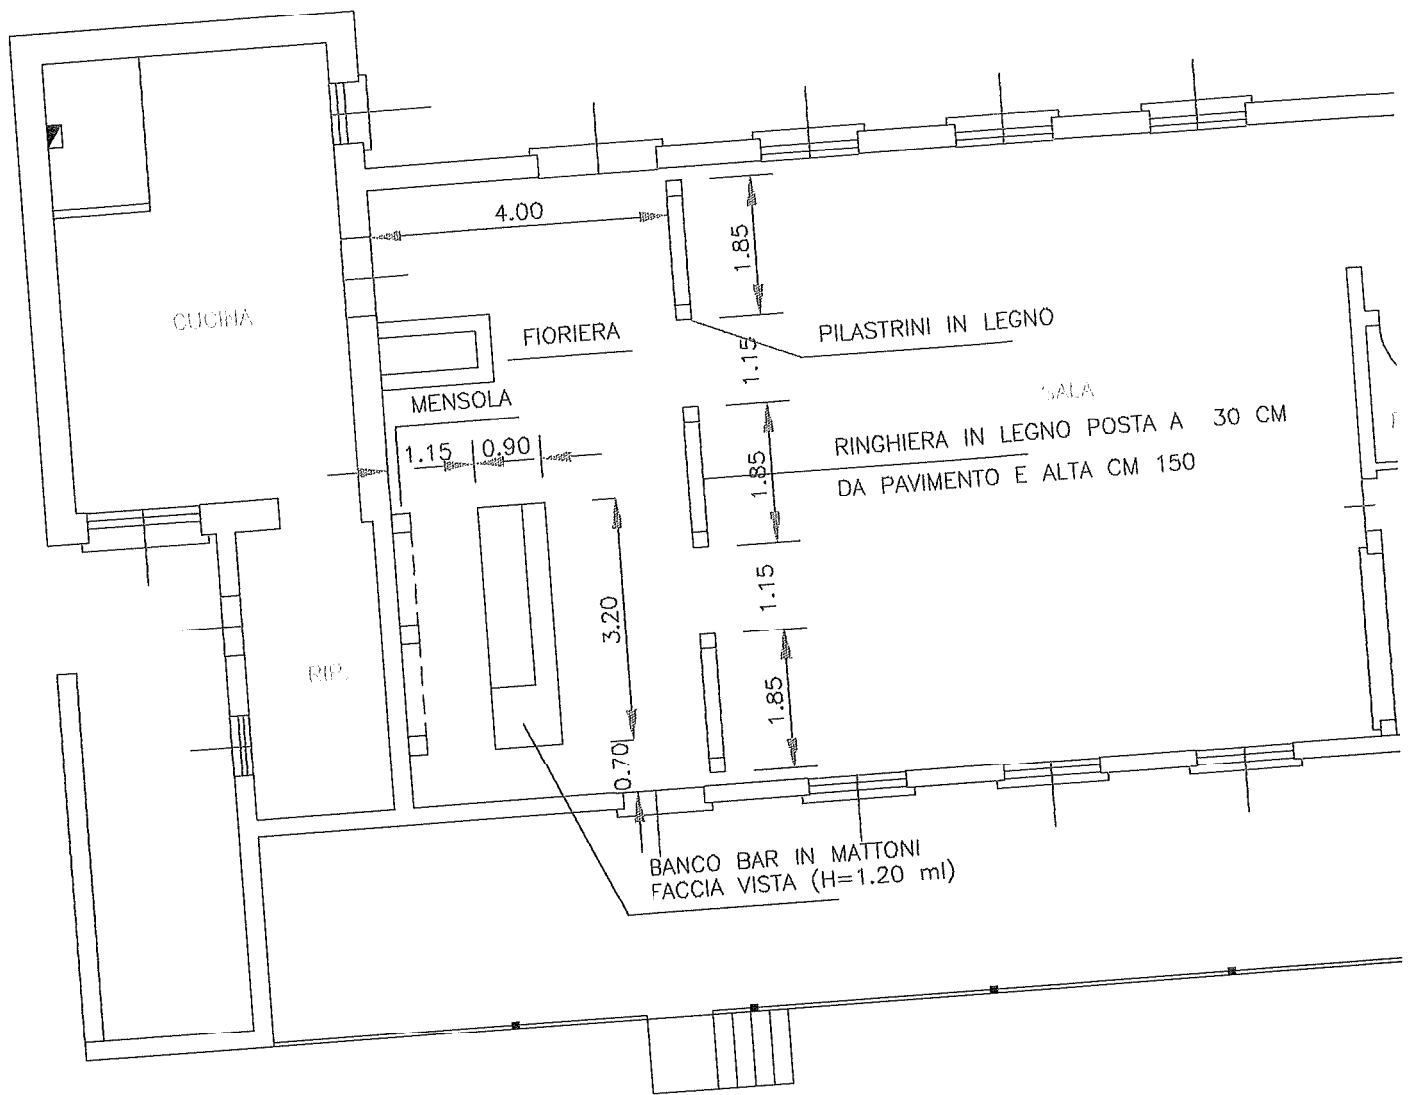 4.00
1.85
CUCINA
FIORIERA
PILASTRINI IN LEGNO
1.15
MENSOLA
SALA
1.15
0.90
RINGHIERA IN LEGNO POSTA A 30 CM
DA PAVIMENTO E ALTA CM 150
1.85
1.15
3.20
RIP.
1.85
0.70
BANCO BAR IN MATTONI
FACCIA VISTA (H=1.20 ml)